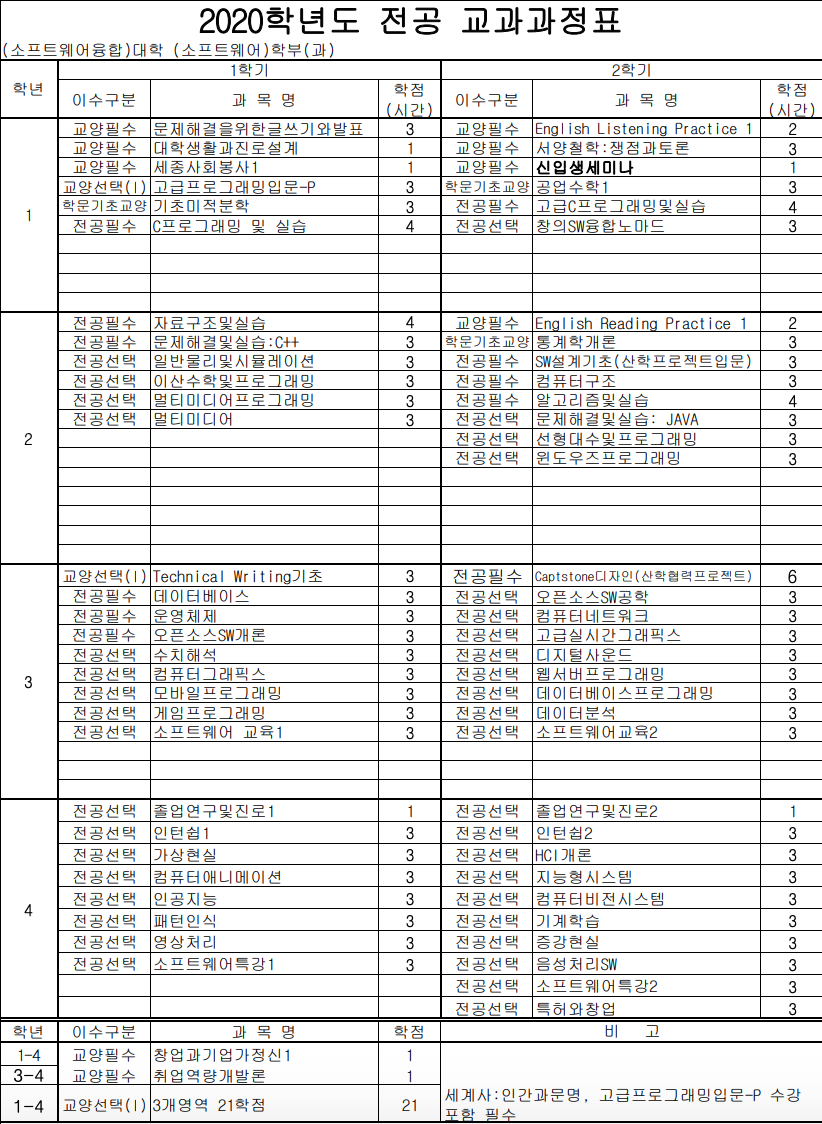 2020학년도 전공 교과과정표
(소프트웨어융합)대학 (소프트웨어)학부(과)
학년 1학기 2학기
이수구분 과 목 명 학점(시간) 이수구분 과 목 명 학점(시간)
1
교양필수 문제해결을위한글쓰기와발표 3 교양필수 English Listening Practice 1 2
교양필수 대학생활과진로설계 1 교양필수 서양철학:쟁점과토론 3
교양필수 세종사회봉사1 1 교양필수 신입생세미나 1
교양선택(I) 고급프로그래밍입문-P 3 학문기초교양 공업수학1 3
학문기초교양 기초미적분학 3 전공필수 고급C프로그래밍및실습 4
전공필수 C프로그래밍 및 실습 4 전공선택 창의SW융합노마드 3
2
전공필수 자료구조및실습 4 교양필수 English Reading Practice 1 2
전공필수 문제해결및실습:C++ 3 학문기초교양 통계학개론 3
전공선택 일반물리및시뮬레이션 3 전공필수 SW설계기초(산학프로젝트입문) 3
전공선택 이산수학및프로그래밍 3 전공필수 컴퓨터구조 3
전공선택 멀티미디어프로그래밍 3 전공필수 알고리즘및실습 4
전공선택 멀티미디어 3 전공선택 문제해결및실습: JAVA 3
전공선택 선형대수및프로그래밍 3
전공선택 윈도우즈프로그래밍 3
3
교양선택(I) Technical Writing기초 3 전공필수 Captstone디자인(산학협력프로젝트) 6
전공필수 데이터베이스 3 전공선택 오픈소스SW공학 3
전공필수 운영체제 3 전공선택 컴퓨터네트워크 3
전공필수 오픈소스SW개론 3 전공선택 고급실시간그래픽스 3
전공선택 수치해석 3 전공선택 디지털사운드 3
전공선택 컴퓨터그래픽스 3 전공선택 웹서버프로그래밍 3
전공선택 모바일프로그래밍 3 전공선택 데이터베이스프로그래밍 3
전공선택 게임프로그래밍 3 전공선택 데이터분석 3
전공선택 소프트웨어 교육1 3 전공선택 소프트웨어교육2 3
4
전공선택 졸업연구및진로1 1 전공선택 졸업연구및진로2 1
전공선택 인턴쉽1 3 전공선택 인턴쉽2 3
전공선택 가상현실 3 전공선택 HCI개론 3
전공선택 컴퓨터애니메이션 3 전공선택 지능형시스템 3
전공선택 인공지능 3 전공선택 컴퓨터비전시스템 3
전공선택 패턴인식 3 전공선택 기계학습 3
전공선택 영상처리 3 전공선택 증강현실 3
전공선택 소프트웨어특강1 3 전공선택 음성처리SW 3
전공선택 소프트웨어특강2 3
전공선택 특허와창업 3
학년 이수구분 과 목 명 학점 비 고
1-4 교양필수 창업과기업가정신1 1
3-4 교양필수 취업역량개발론 1
1-4 교양선택(I) 3개영역 21학점 21 세계사:인간과문명, 고급프로그래밍입문-P 수강
포함 필수